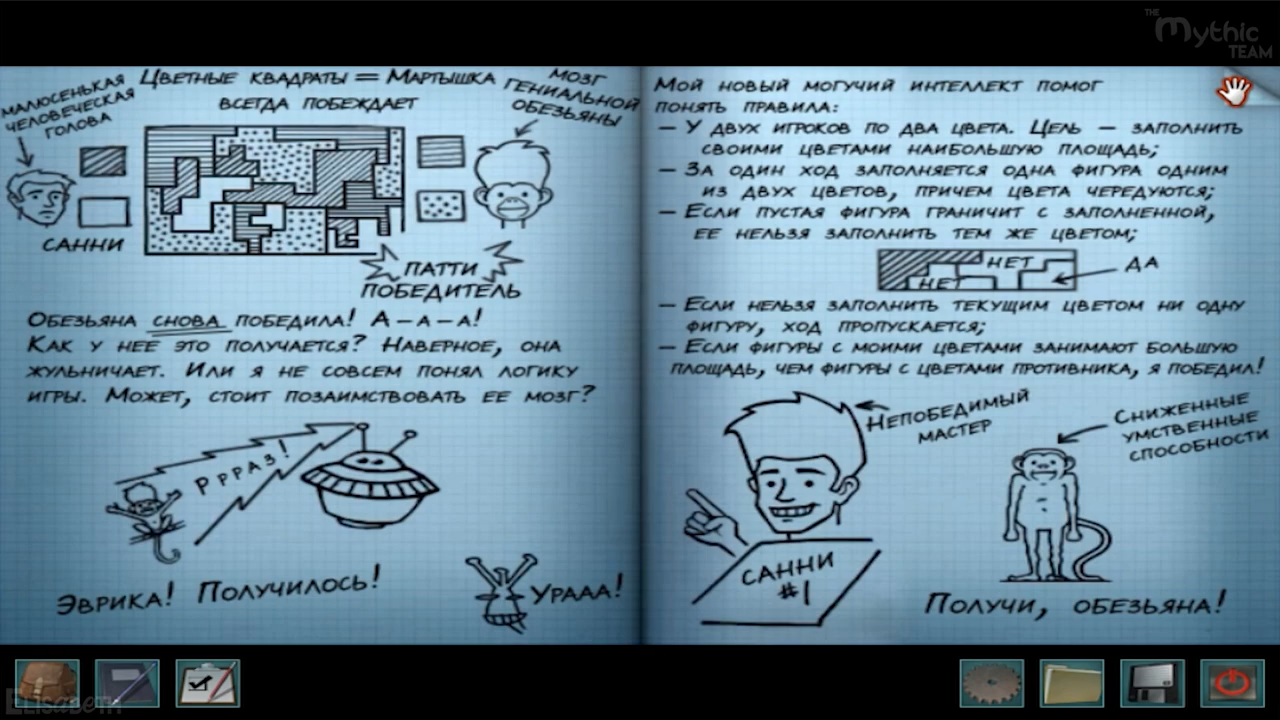 THE
Mythic
TEAM
МАЛЮСЕНЬКАЯ
ЧЕЛОВЕЧЕСКАЯ
ГОЛОВА
ЦВЕТНЫЕ КВАДРАТЫ = МАРТЫШКА
ВСЕГДА ПОБЕЖДАЕТ
МОЗГ
ГЕНИАЛЬНОЙ
ОБЕЗЬЯНЫ
САННИ
ПАТТИ
ПОБЕДИТЕЛЬ
ОБЕЗЬЯНА СНОВА ПОБЕДИЛА! А – А – А!
КАК У НЕЕ ЭТО ПОЛУЧАЕТСЯ? НАВЕРНОЕ, ОНА
ЖУЛЬНИЧАЕТ. ИЛИ Я НЕ СОВСЕМ ПОНЯЛ ЛОГИКУ
ИГРЫ. МОЖЕТ, СТОИТ ПОЗАИМСТВОВАТЬ ЕЕ МОЗГ?
РРРАЗ!
ЭВРИКА! ПОЛУЧИЛОСЬ!
УРААА!
МОЙ НОВЫЙ МОГУЧИЙ ИНТЕЛЛЕКТ ПОМОГ
ПОНЯТЬ ПРАВИЛА:
– У ДВУХ ИГРОКОВ ПО ДВА ЦВЕТА. ЦЕЛЬ – ЗАПОЛНИТЬ
СВОИМИ ЦВЕТАМИ НАИБОЛЬШУЮ ПЛОЩАДЬ;
– ЗА ОДИН ХОД ЗАПОЛНЯЕТСЯ ОДНА ФИГУРА ОДНИМ
ИЗ ДВУХ ЦВЕТОВ, ПРИЧЕМ ЦВЕТА ЧЕРЕДУЮТСЯ;
– ЕСЛИ ПУСТАЯ ФИГУРА ГРАНИЧИТ С ЗАПОЛНЕННОЙ,
ЕЕ НЕЛЬЗЯ ЗАПОЛНИТЬ ТЕМ ЖЕ ЦВЕТОМ;
НЕТ
ДА
НЕТ
– ЕСЛИ НЕЛЬЗЯ ЗАПОЛНИТЬ ТЕКУЩИМ ЦВЕТОМ НИ ОДНУ
ФИГУРУ, ХОД ПРОПУСКАЕТСЯ;
– ЕСЛИ ФИГУРЫ С МОИМИ ЦВЕТАМИ ЗАНИМАЮТ БОЛЬШУЮ
ПЛОЩАДЬ, ЧЕМ ФИГУРЫ С ЦВЕТАМИ ПРОТИВНИКА, Я ПОБЕДИЛ!
НЕПОБЕДИМЫЙ
МАСТЕР
СНИЖЕННЫЕ
УМСТВЕННЫЕ
СПОСОБНОСТИ
САННИ
#1
ПОЛУЧИ, ОБЕЗЬЯНА!
ELISABETH